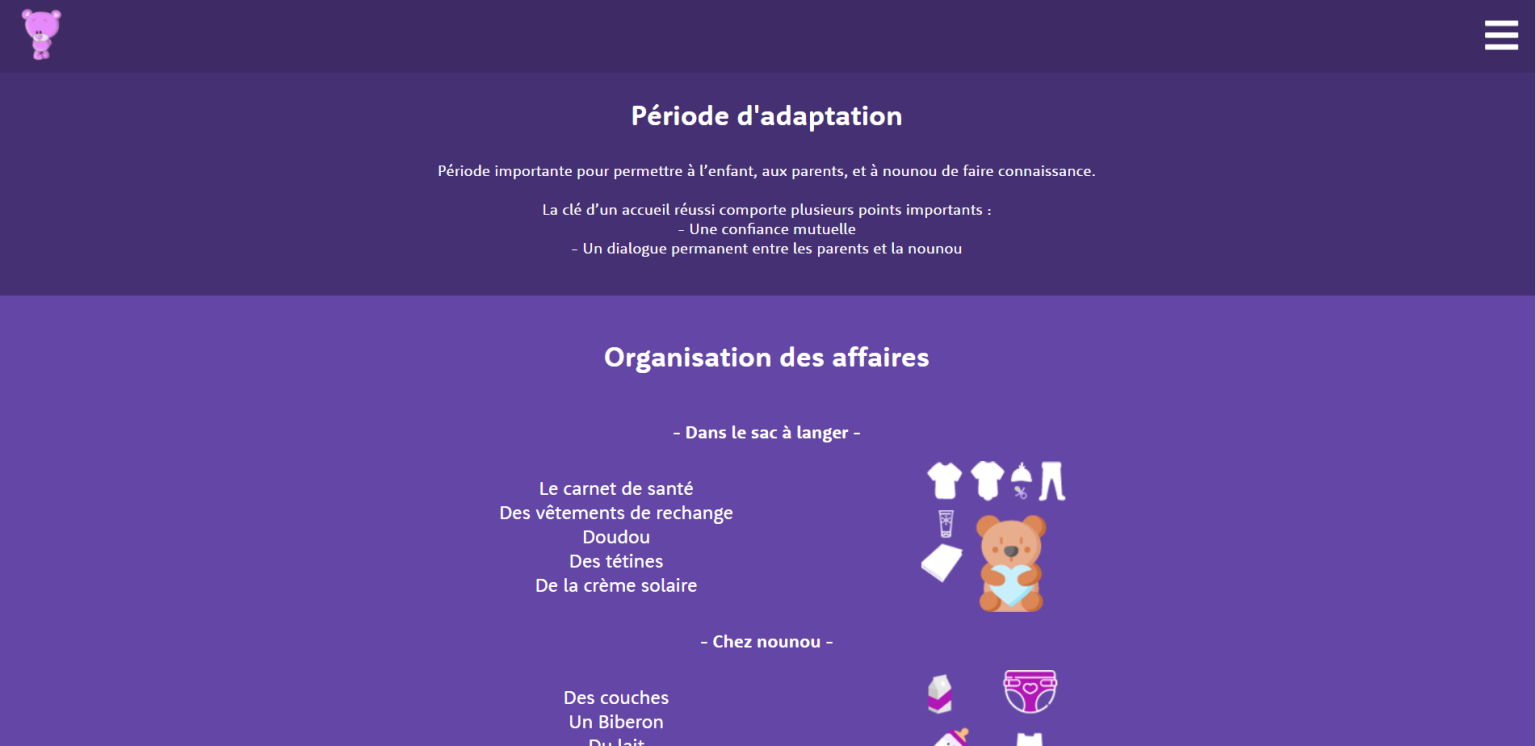 Période d'adaptation
Période importante pour permettre à l’enfant, aux parents, et à nounou de faire connaissance.
La clé d’un accueil réussi comporte plusieurs points importants :
- Une confiance mutuelle
- Un dialogue permanent entre les parents et la nounou
Organisation des affaires
- Dans le sac à langer -
Le carnet de santé
Des vêtements de rechange
Doudou
Des tétines
De la crème solaire
- Chez nounou -
Des couches
Un Biberon
Du lait